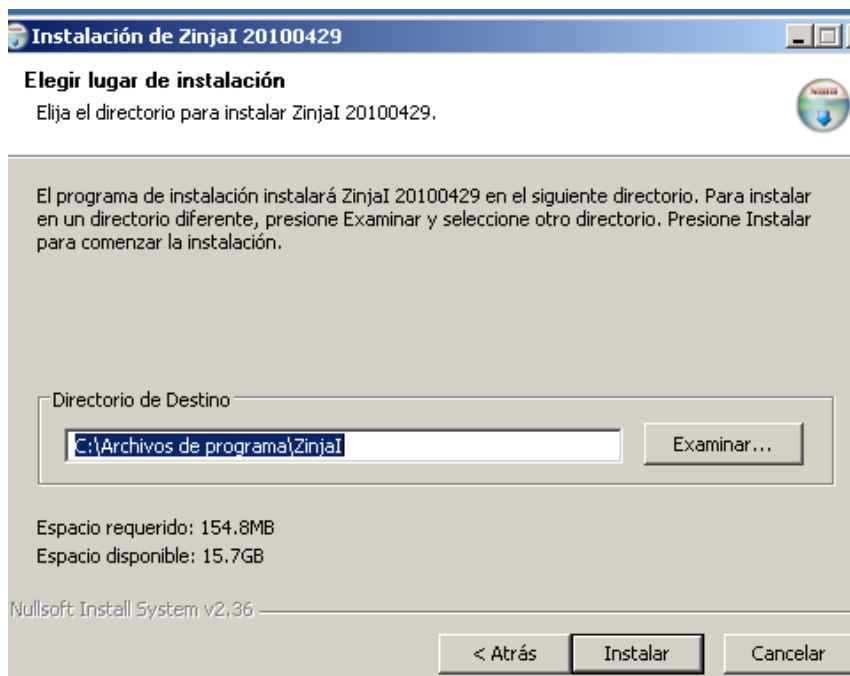 Instalación de ZinjaI 20100429
Elegir lugar de instalación
Elija el directorio para instalar ZinjaI 20100429.
El programa de instalación instalará ZinjaI 20100429 en el siguiente directorio. Para instalar
en un directorio diferente, presione Examinar y seleccione otro directorio. Presione Instalar
para comenzar la instalación.
Directorio de Destino
C:\Archivos de programa\ZinjaI
Examinar...
Espacio requerido: 154.8MB
Espacio disponible: 15.7GB
Nullsoft Install System v2.36
< Atrás
Instalar
Cancelar